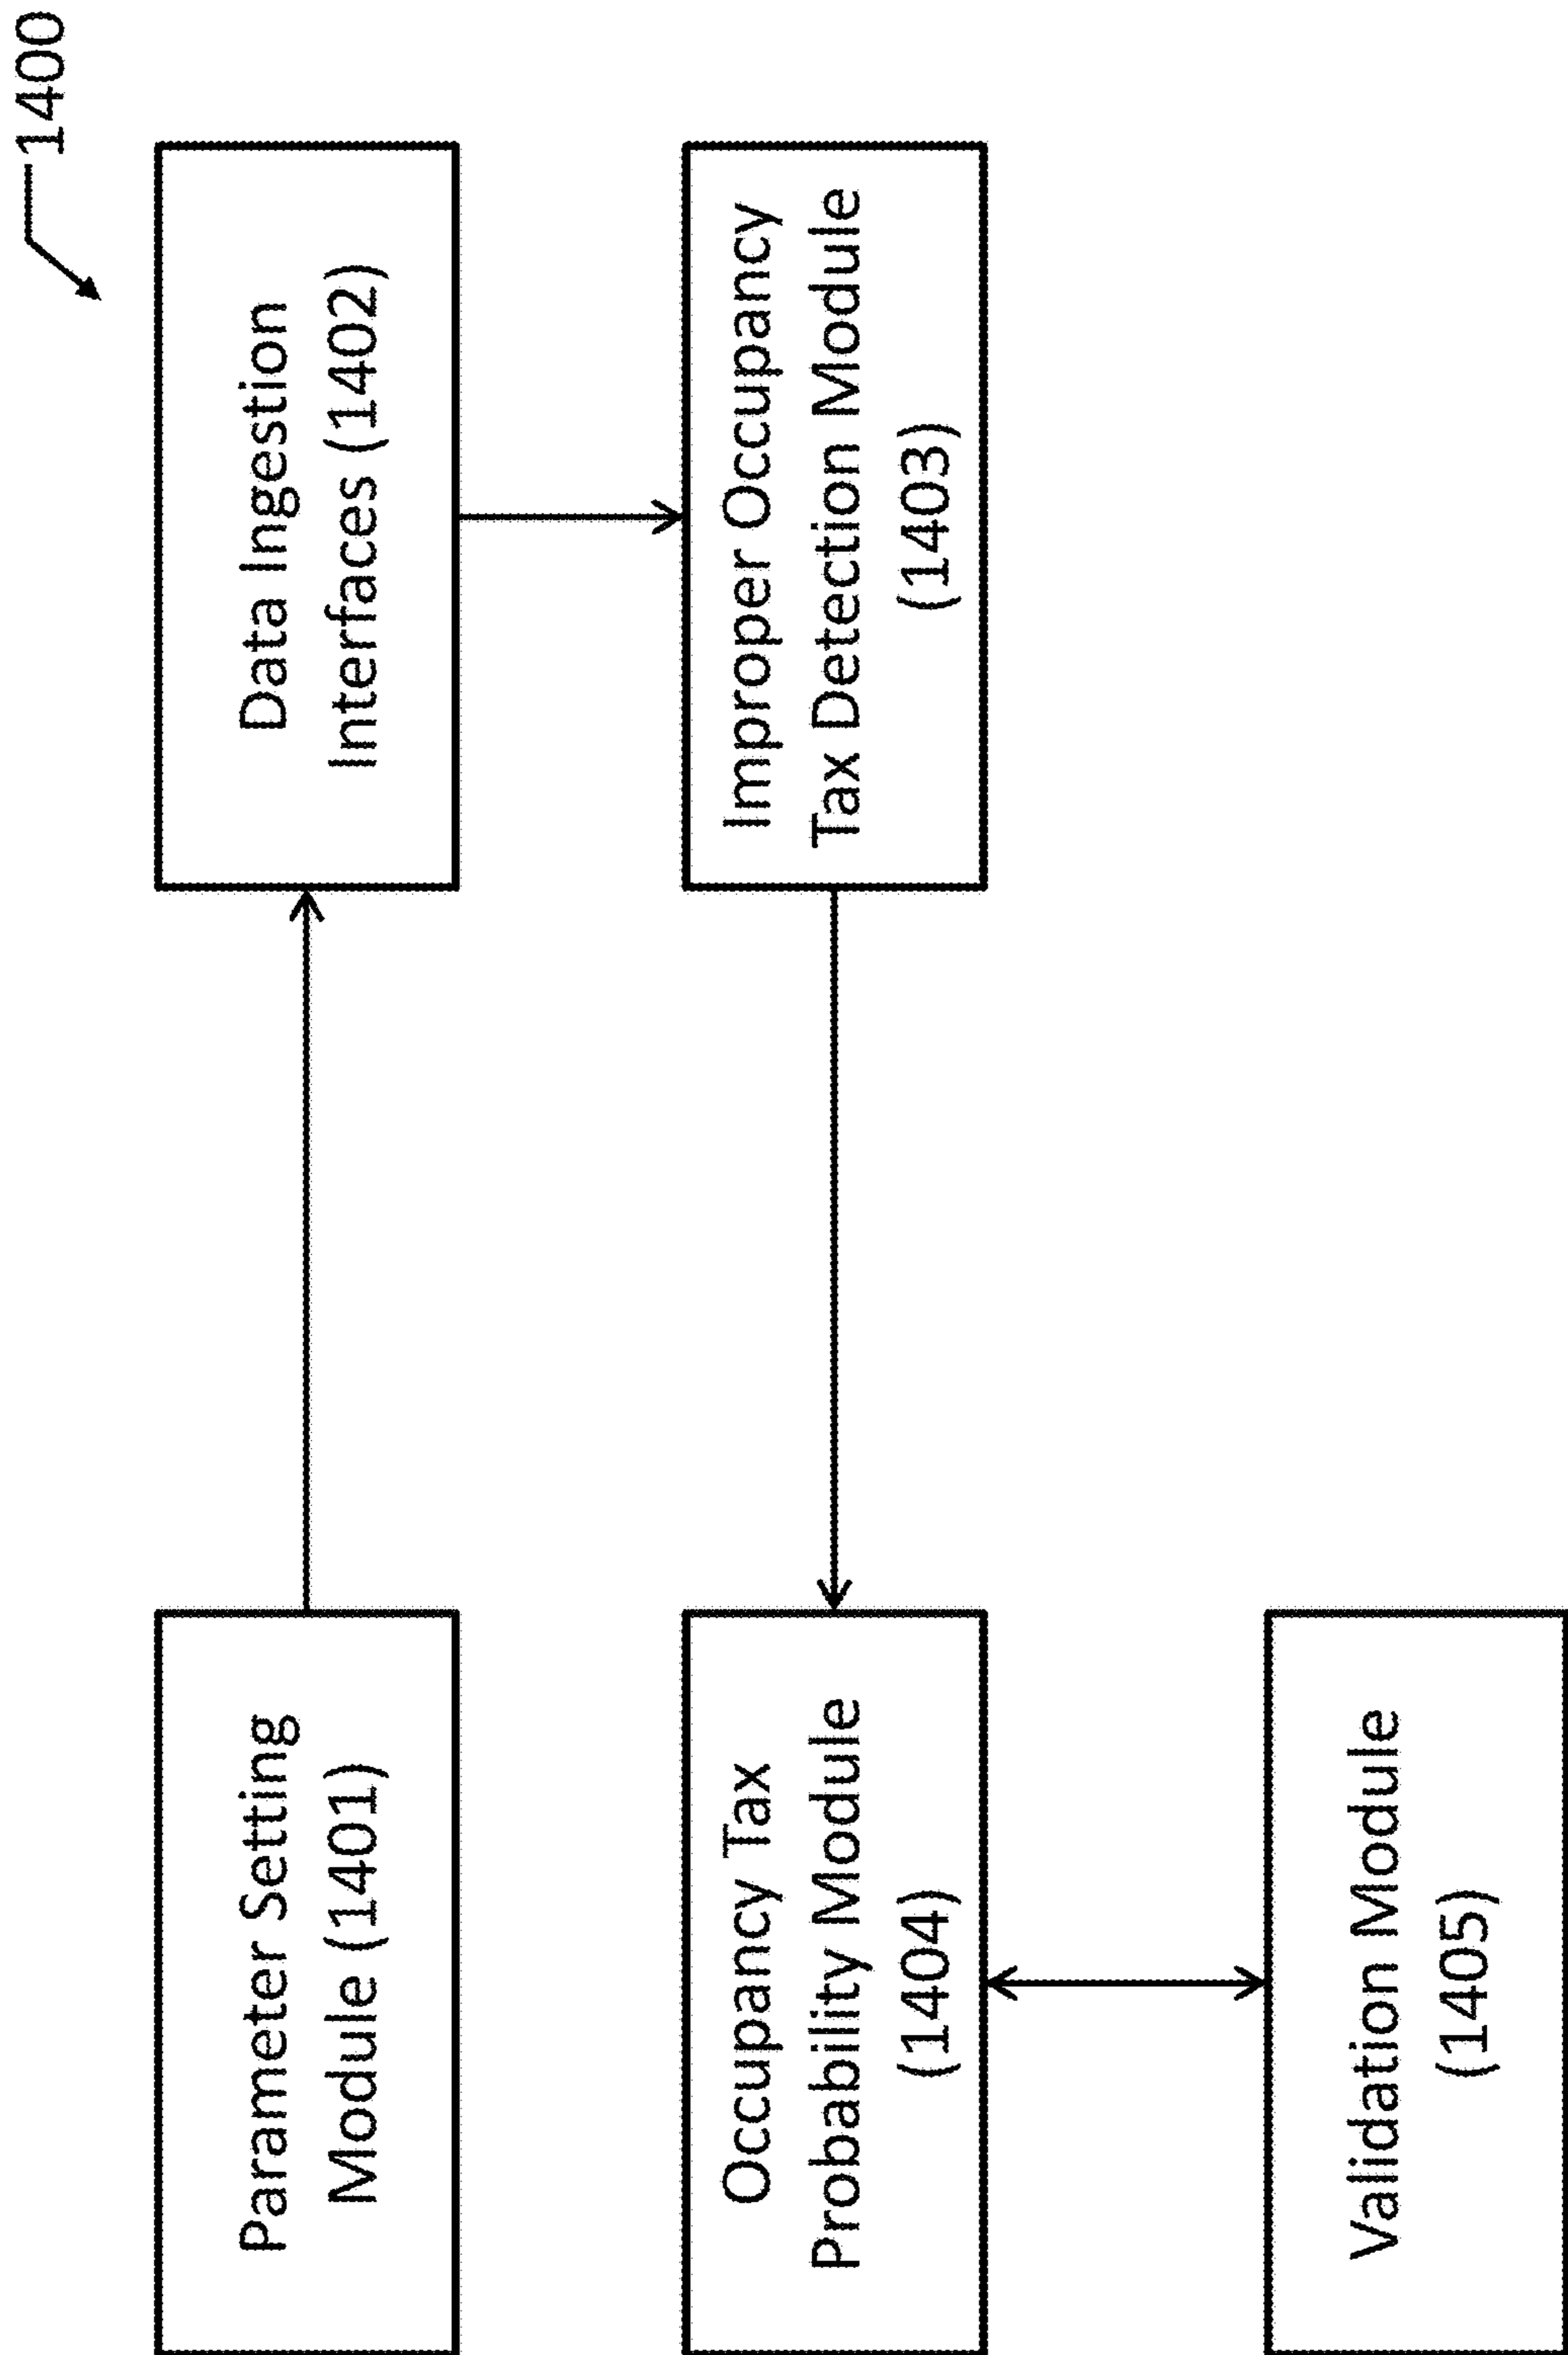 1400
Parameter Setting
Module (1401)
Data Ingestion
Interfaces (1402)
Occupancy Tax
Probability Module
(1404)
Improper Occupancy
Tax Detection Module
(1403)
Validation Module
(1405)